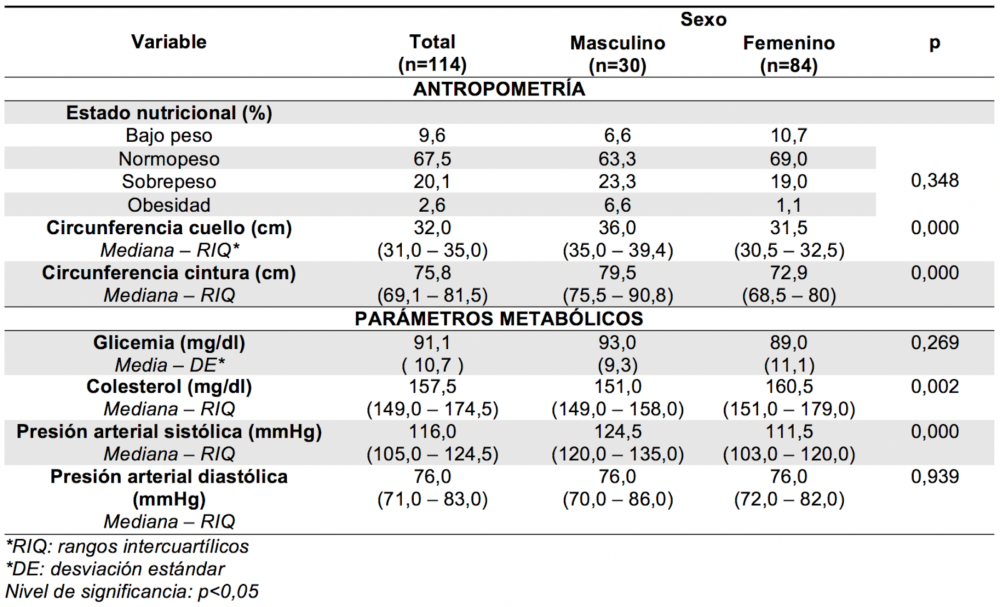 Sexo
Variable Total Masculino Femenino p
(n=114) (n=30) (n=84)
ANTROPOMETRÍA
Estado nutricional (%)
Bajo peso 9,6 6,6 10,7
Normopeso 67,5 63,3 69,0
Sobrepeso 20,1 23,3 19,0 0,348
Obesidad 2,6 6,6 1,1
Circunferencia cuello (cm) 32,0 36,0 31,5 0,000
Mediana – RIQ* (31,0 – 35,0) (35,0 – 39,4) (30,5 – 32,5)
Circunferencia cintura (cm) 75,8 79,5 72,9 0,000
Mediana – RIQ (69,1 – 81,5) (75,5 – 90,8) (68,5 – 80)
PARÁMETROS METABÓLICOS
Glicemia (mg/dl) 91,1 93,0 89,0 0,269
Media – DE* ( 10,7 ) (9,3) (11,1)
Colesterol (mg/dl) 157,5 151,0 160,5 0,002
Mediana – RIQ (149,0 – 174,5) (149,0 – 158,0) (151,0 – 179,0)
Presión arterial sistólica (mmHg) 116,0 124,5 111,5 0,000
Mediana – RIQ (105,0 – 124,5) (120,0 – 135,0) (103,0 – 120,0)
Presión arterial diastólica 76,0 76,0 76,0 0,939
(mmHg) (71,0 – 83,0) (70,0 – 86,0) (72,0 – 82,0)
Mediana – RIQ
*RIQ: rangos intercuartílicos
*DE: desviación estándar
Nivel de significancia: p<0,05